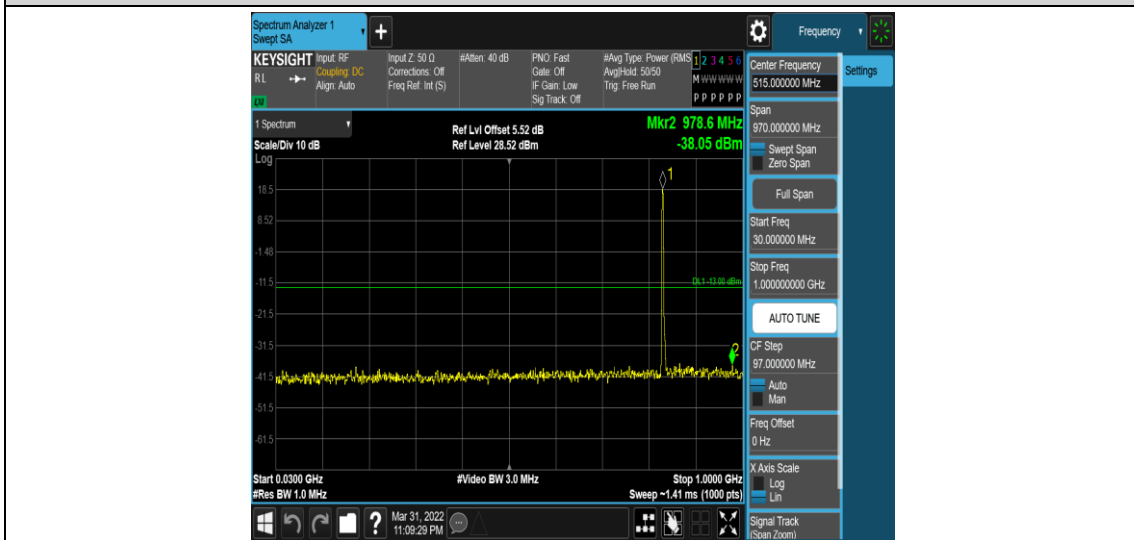 Spectrum Analyzer 1
Swept SA
+
Frequency
KEYSIGHT
RL
LXI
Input: RF
Coupling: DC
Align: Auto
Input Z: 50 Ω
Corrections: Off
Freq Ref: Int (S)
#Atten: 40 dB
PNO: Fast
Gate: Off
IF Gain: Low
Sig Track: Off
#Avg Type: Power (RMS
Avg|Hold: 50/50
Trig: Free Run
1 2 3 4 5 6
M W W W W W
P P P P P P
1 Spectrum
Scale/Div 10 dB
Ref Lvl Offset 5.52 dB
Ref Level 28.52 dBm
Mkr2 978.6 MHz
-38.05 dBm
Log
18.5
8.52
-1.48
-11.5
-21.5
-31.5
-41.5
-51.5
-61.5
1
DL1 -13.00 dBm
2
Start 0.0300 GHz
#Res BW 1.0 MHz
#Video BW 3.0 MHz
Stop 1.0000 GHz
Sweep ~1.41 ms (1000 pts)
Center Frequency
515.000000 MHz
Settings
Span
970.000000 MHz
Swept Span
Zero Span
Full Span
Start Freq
30.000000 MHz
Stop Freq
1.000000000 GHz
AUTO TUNE
CF Step
97.000000 MHz
Auto
Man
Freq Offset
0 Hz
X Axis Scale
Log
Lin
Signal Track
(Span Zoom)
?
Mar 31, 2022
11:09:29 PM